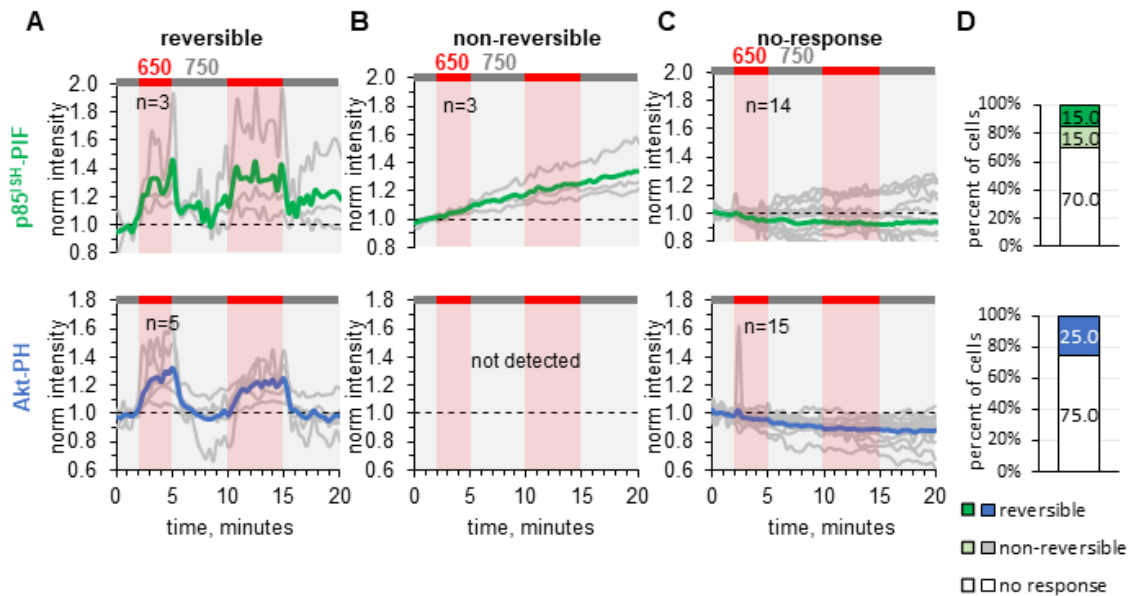 A
B
C
D
reversible
non-reversible
no-response
650 750
650 750
650 750
p85iSH-PIF
norm intensity
2.0
1.8
1.6
1.4
1.2
1.0
0.8
n=3
norm intensity
2.0
1.8
1.6
1.4
1.2
1.0
0.8
n=3
norm intensity
2.0
1.8
1.6
1.4
1.2
1.0
0.8
n=14
percent of cells
100%
80%
60%
40%
20%
0%
15.0
15.0
70.0
Akt-PH
norm intensity
1.8
1.6
1.4
1.2
1.0
0.8
0.6
n=5
0 5 10 15 20
time, minutes
norm intensity
1.8
1.6
1.4
1.2
1.0
0.8
0.6
not detected
0 5 10 15 20
time, minutes
norm intensity
1.8
1.6
1.4
1.2
1.0
0.8
0.6
n=15
0 5 10 15 20
time, minutes
percent of cells
100%
80%
60%
40%
20%
0%
25.0
75.0
reversible
non-reversible
no response